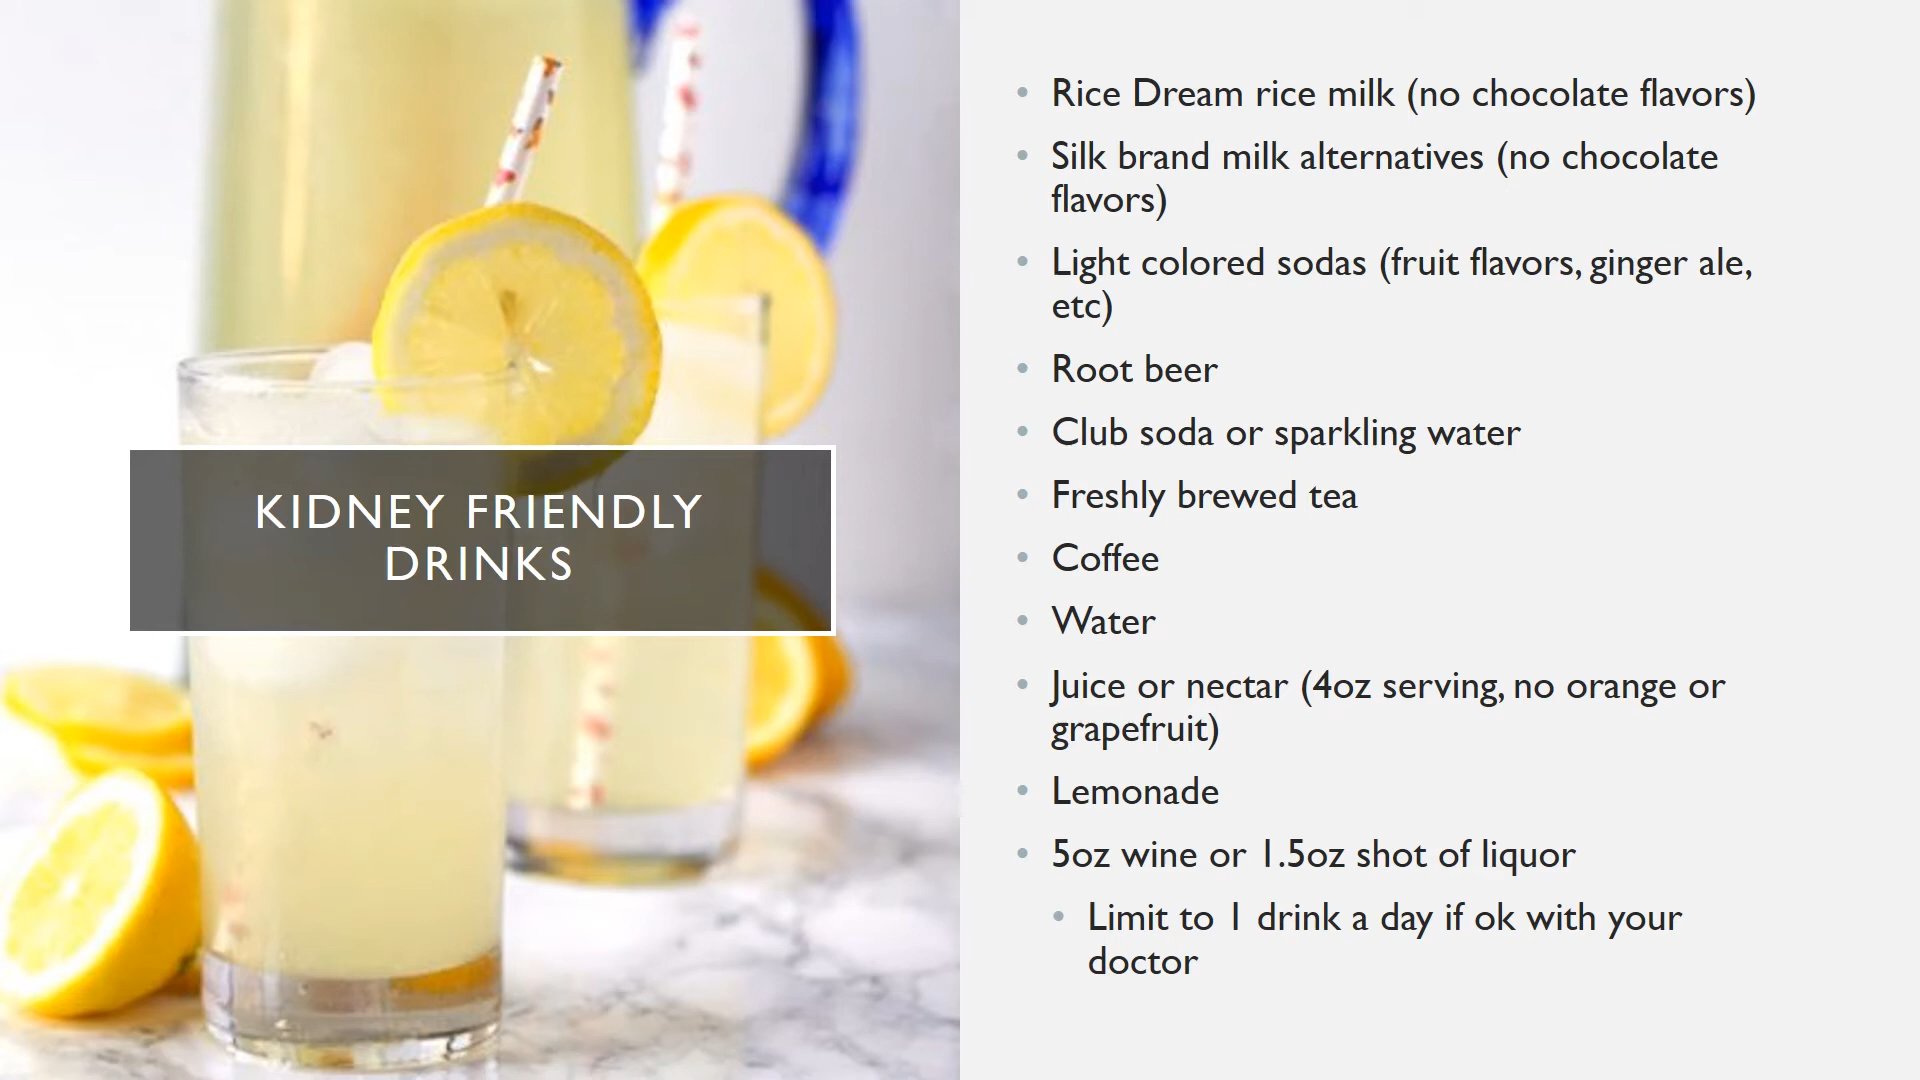 KIDNEY FRIENDLY
DRINKS
• Rice Dream rice milk (no chocolate flavors)
• Silk brand milk alternatives (no chocolate
flavors)
• Light colored sodas (fruit flavors, ginger ale,
etc)
• Root beer
• Club soda or sparkling water
• Freshly brewed tea
• Coffee
• Water
• Juice or nectar (4oz serving, no orange or
grapefruit)
• Lemonade
• 5oz wine or 1.5oz shot of liquor
• Limit to 1 drink a day if ok with your
doctor